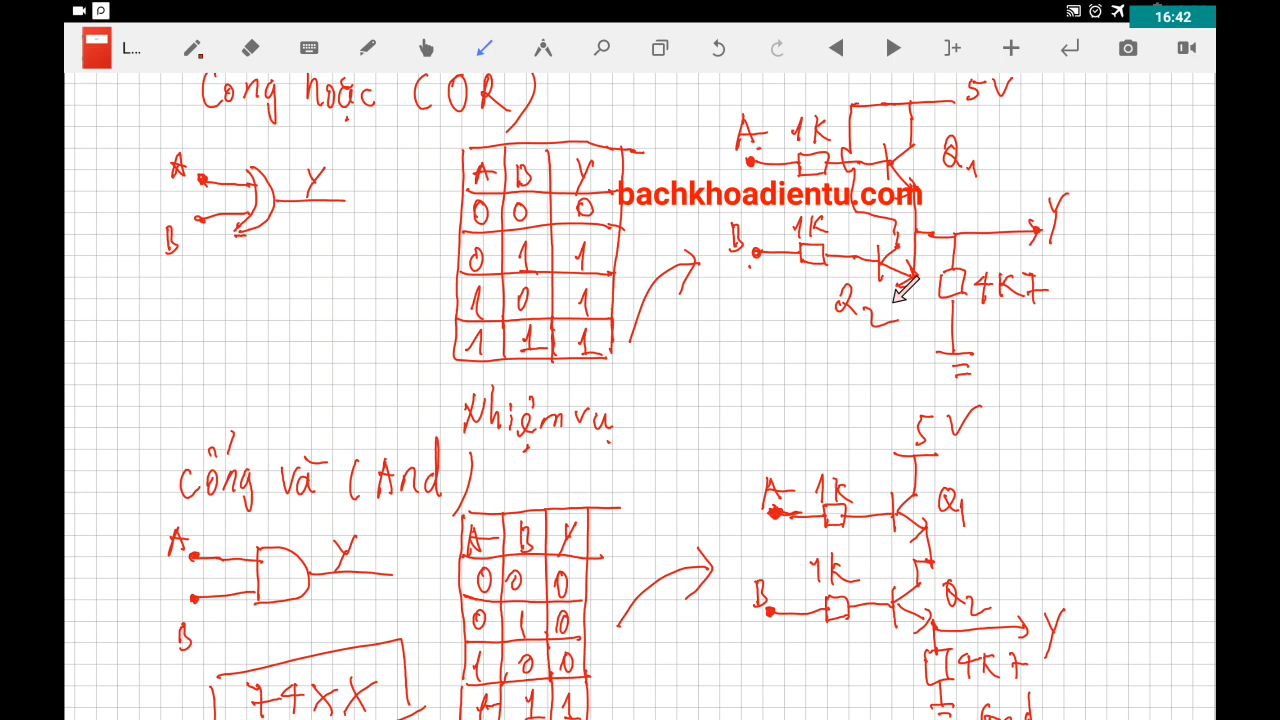 16:42
L...
Cổng hoặc (OR)
5V
A 1K Q1
A
B
Y
A B Y
0 0 0
0 1 1
1 0 1
1 1 1
bachkhoadientu.com
B 1K Q2
Y
4K7
Nhiệm vụ
Cổng và (And)
5V
A 1K Q1
A
B
Y
A B Y
0 0 0
0 1 0
1 0 0
1 1 1
B 1K Q2
Y
4K7
74XX